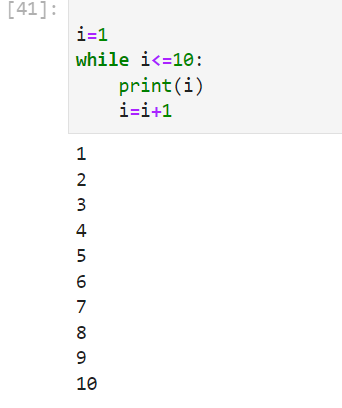 [41]:
i=1
while i<=10:
    print(i)
    i=i+1
1
2
3
4
5
6
7
8
9
10